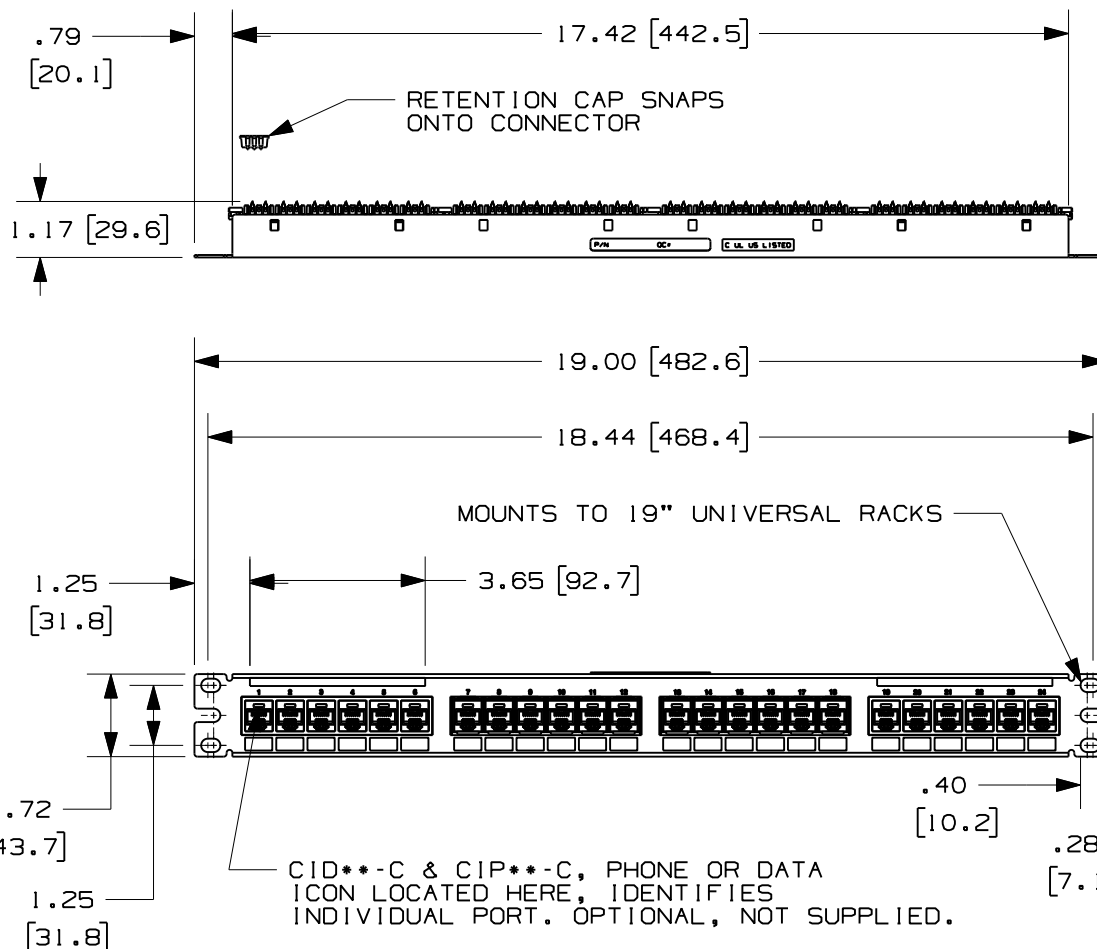 .79
[20.1]
17.42 [442.5]
RETENTION CAP SNAPS
ONTO CONNECTOR
1.17 [29.6]
P/N QC#
C UL US LISTED
19.00 [482.6]
18.44 [468.4]
MOUNTS TO 19" UNIVERSAL RACKS
1.25
[31.8]
3.65 [92.7]
1 2 3 4 5 6 7 8 9 10 11 12 13 14 15 16 17 18 19 20 21 22 23 24
.72
43.7]
1.25
[31.8]
.40
[10.2]
.28
[7.
CID**-C & CIP**-C, PHONE OR DATA
ICON LOCATED HERE, IDENTIFIES
INDIVIDUAL PORT. OPTIONAL, NOT SUPPLIED.